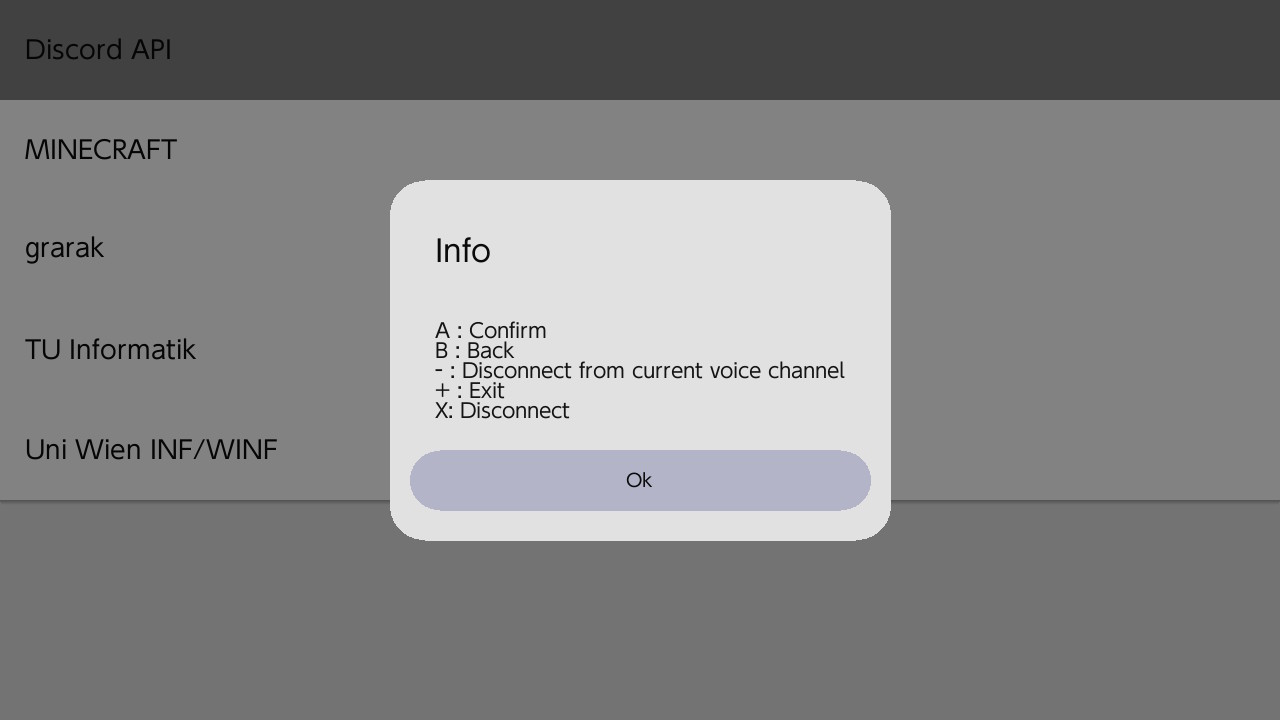 Discord API
MINECRAFT
grarak
TU Informatik
Uni Wien INF/WINF
Info
A : Confirm
B : Back
- : Disconnect from current voice channel
+ : Exit
X: Disconnect
Ok